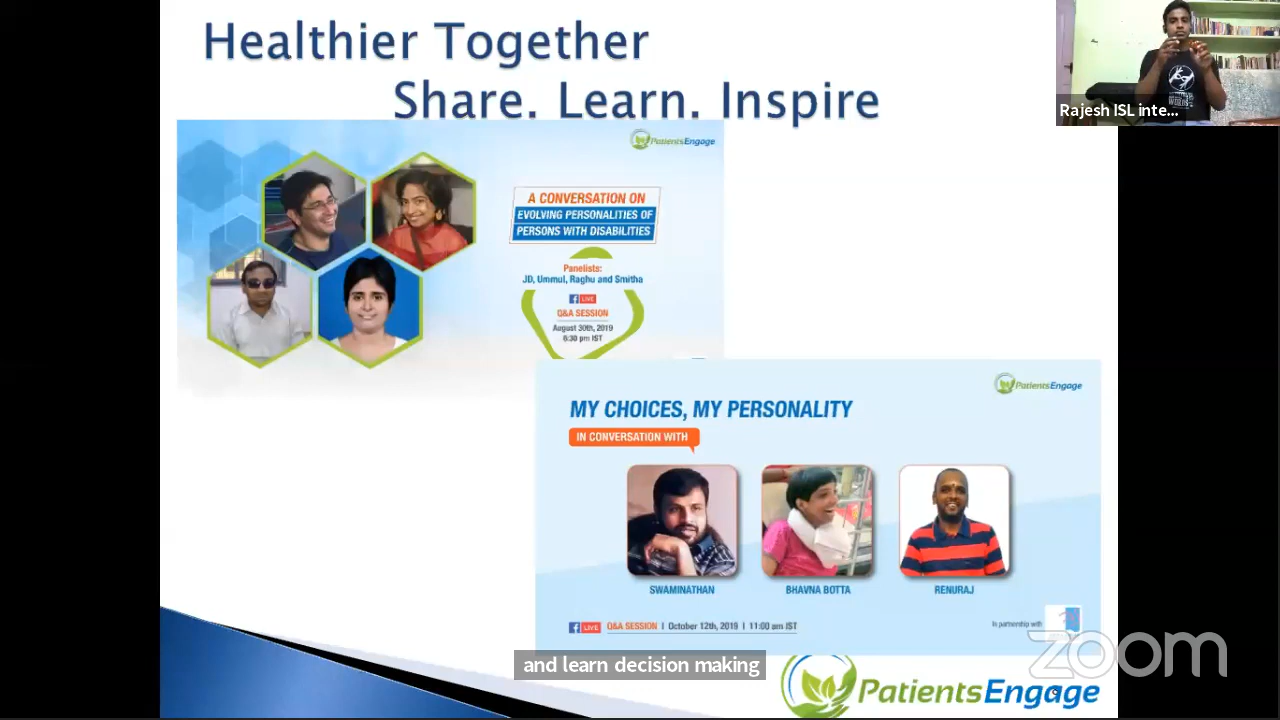 Healthier Together
Share. Learn. Inspire
Rajesh ISL inte...
PatientsEngage
A CONVERSATION ON
EVOLVING PERSONALITIES OF
PERSONS WITH DISABILITIES
Panelists:
JD, Ummul, Raghu and Smitha
LIVE
Q&A SESSION
August 30th, 2019
6:30 pm IST
PatientsEngage
MY CHOICES, MY PERSONALITY
IN CONVERSATION WITH
SWAMINATHAN
BHAVNA BOTTA
RENURAJ
LIVE Q&A SESSION | October 12th, 2019 | 11:00 am IST
In partnership with
zoom
and learn decision making
PatientsEngage